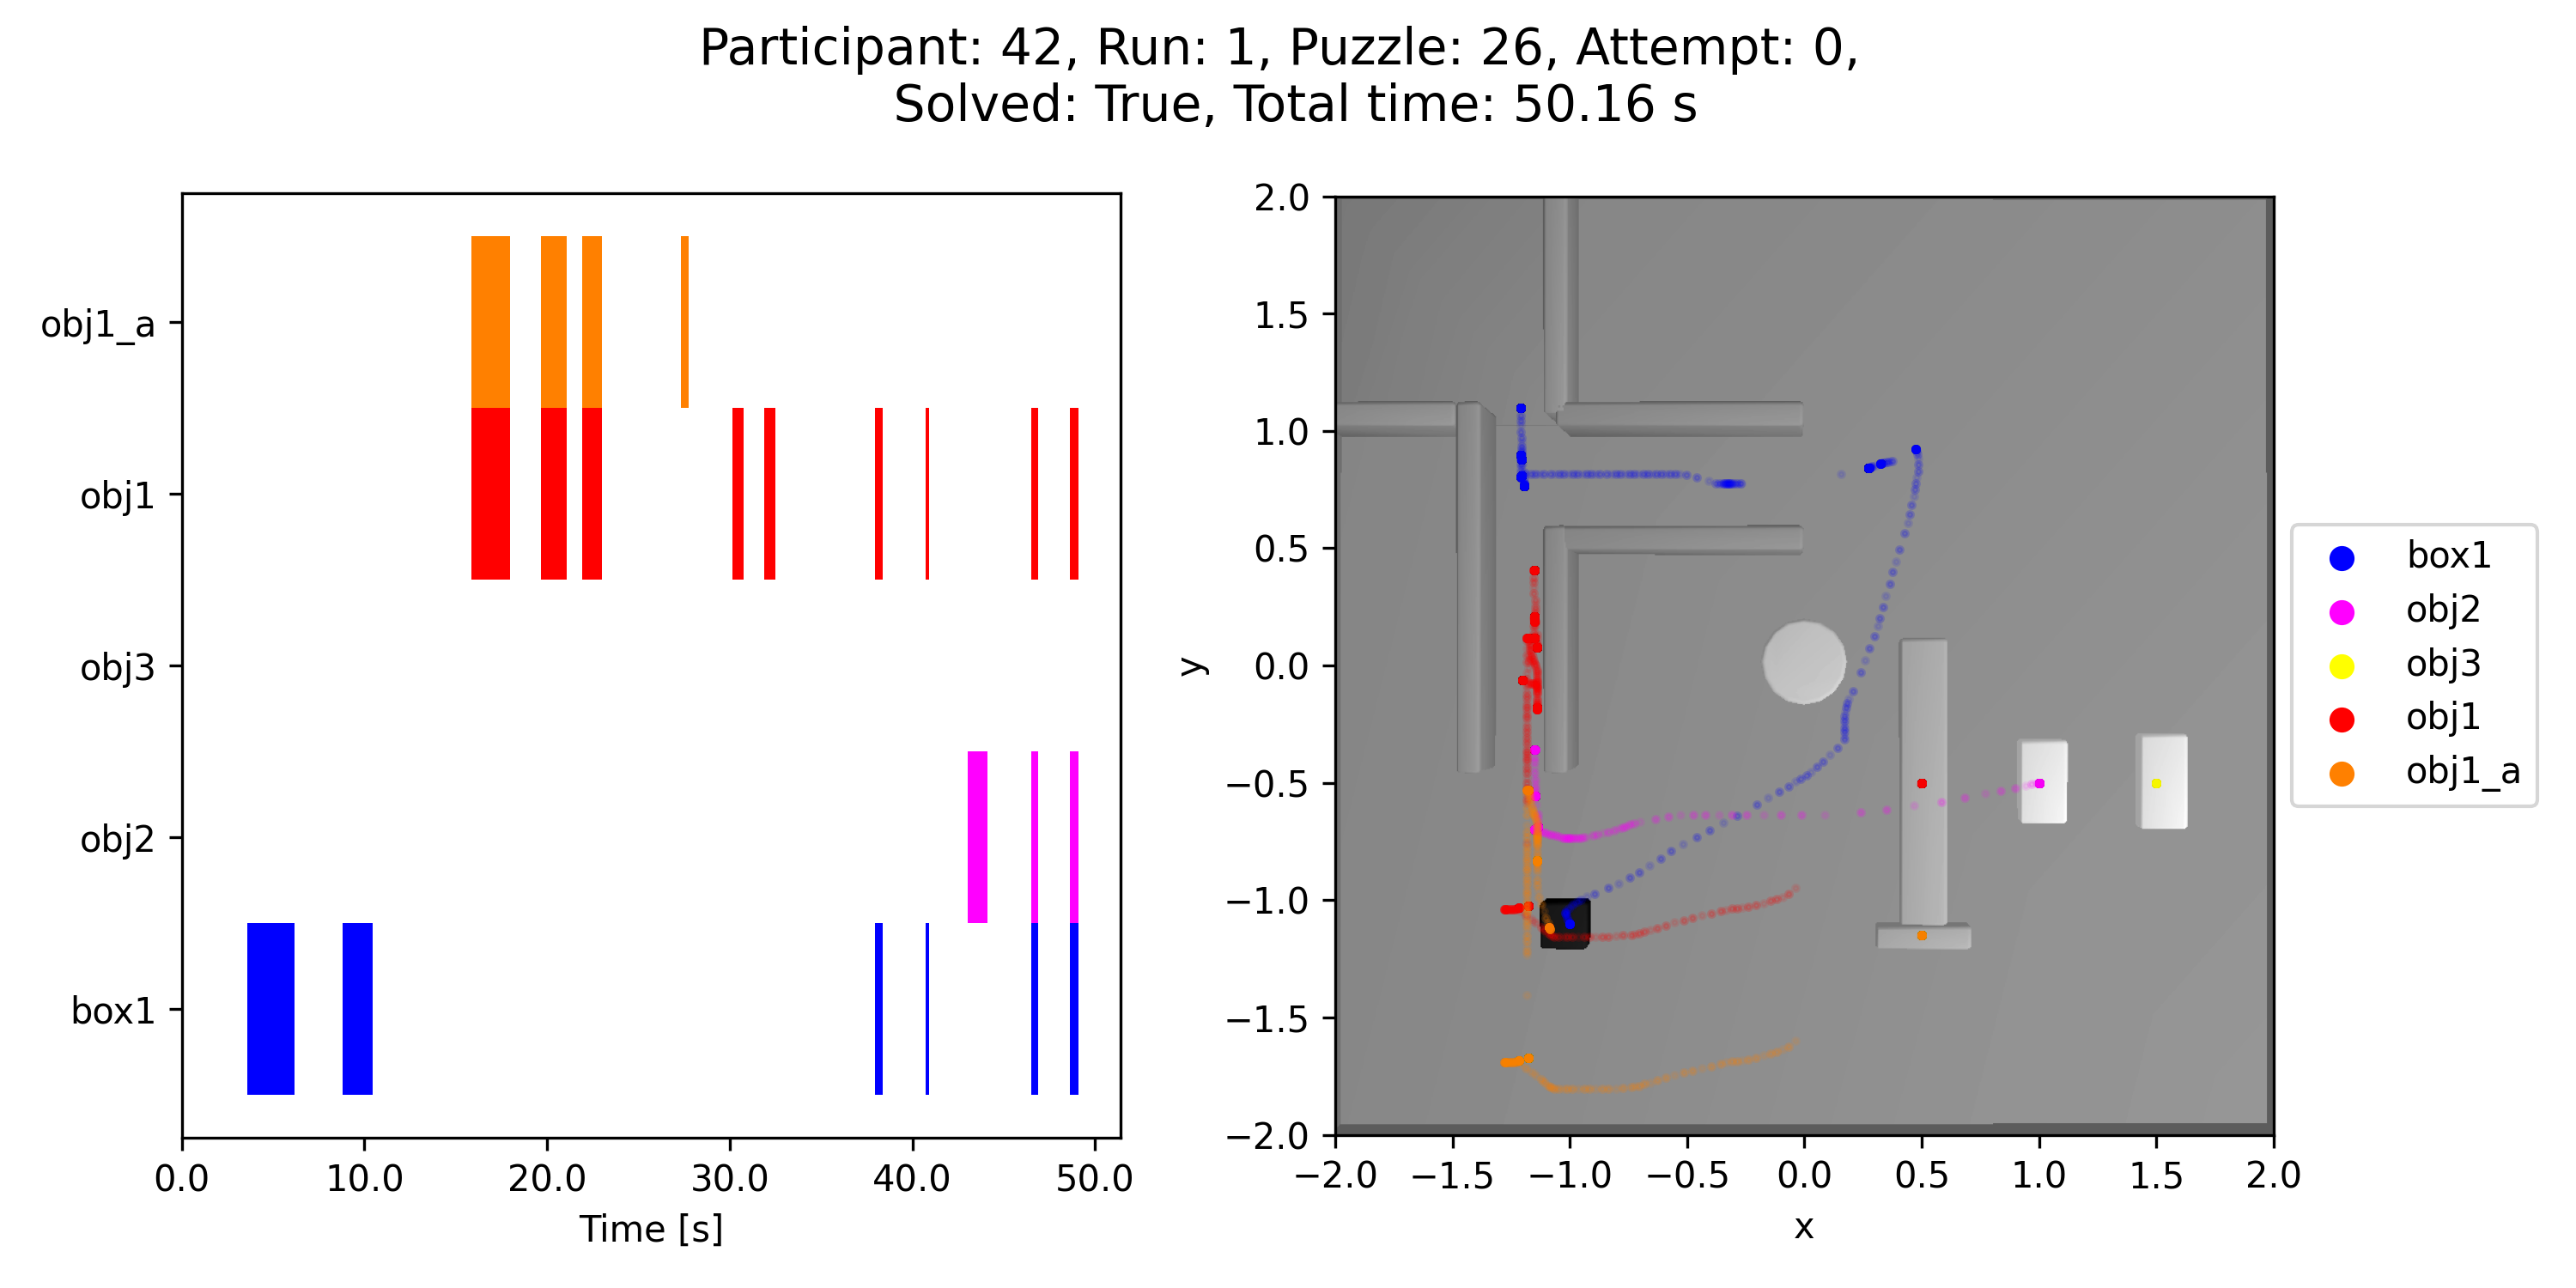 Participant: 42, Run: 1, Puzzle: 26, Attempt: 0,
Solved: True, Total time: 50.16 s
obj1_a
obj1
obj3
obj2
box1
0.0 10.0 20.0 30.0 40.0 50.0
Time [s]
2.0
1.5
1.0
0.5
0.0
−0.5
−1.0
−1.5
−2.0
y
−2.0 −1.5 −1.0 −0.5 0.0 0.5 1.0 1.5 2.0
x
box1
obj2
obj3
obj1
obj1_a